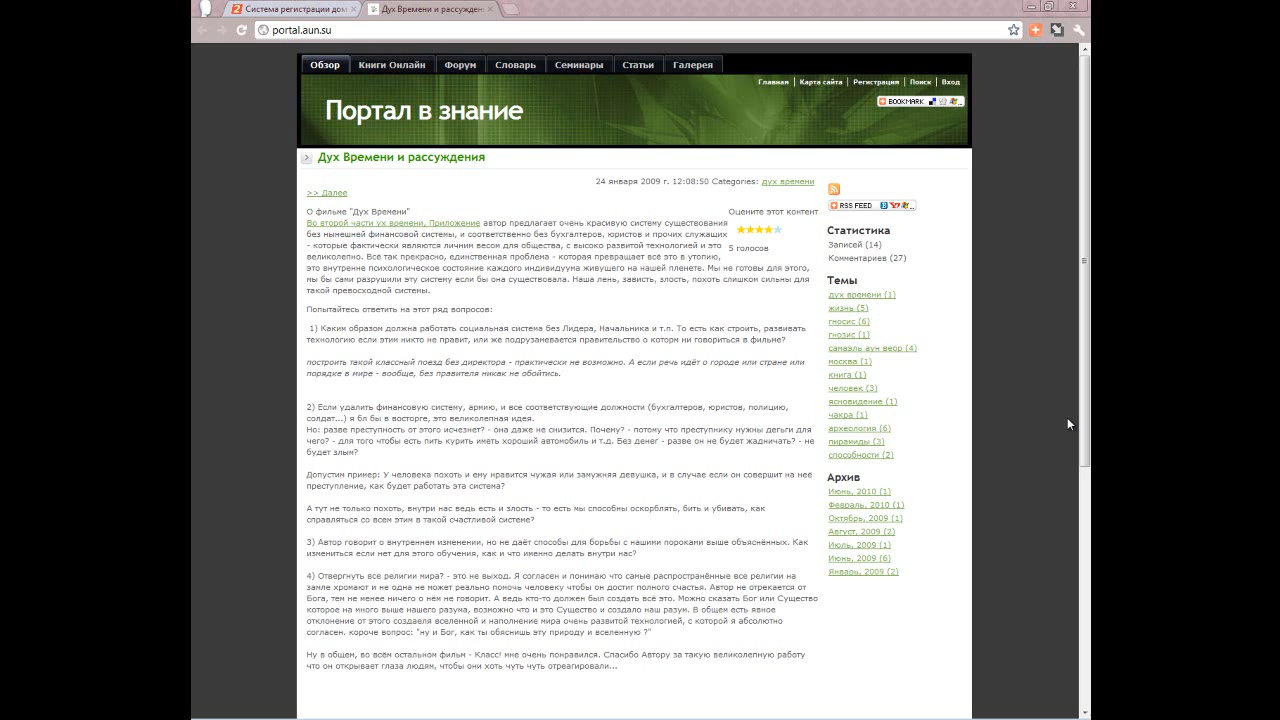 Система регистрации дом
Дух Времени и рассужден
portal.aun.su
Обзор Книги Онлайн Форум Словарь Семинары Статьи Галерея
Главная | Карта сайта | Регистрация | Поиск | Вход
BOOKMARK
Портал в знание
Дух Времени и рассуждения
24 января 2009 г. 12:08:50 Categories: дух времени
>> Далее
Оцените этот контент
5 голосов
О фильме "Дух Времени"
Во второй части ух времени, Приложение автор предлагает очень красивую систему существования
без нынешней финансовой системы, и соответственно без бухгалтеров, юристов и прочих служащих
- которые фактически являются личним весом для общества, с высоко развитой технологией и это
великолепно. Всё так прекрасно, единственная проблема - которая превращает всё это в утопию,
это внутренне психологическое состояние каждого индивидууна живущего на нашей пленете. Мы не готовы для этого,
мы бы сами разрушили эту систему если бы она существовала. Наша лень, зависть, злость, похоть слишком сильны для
такой превосходной системы.
Попытайтесь ответить на этот ряд вопросов:
1) Каким образом должна работать социальная система без Лидера, Начальника и т.п. То есть как строить, развивать
технологию если этим никто не правит, или же подрузаневается правительство о которм ни говориться в фильме?
построить такой классный поезд без директора - практически не возможно. А если речь идёт о городе или стране или
порядке в мире - вообще, без правителя никак не обойтись.
2) Если удалить финансовую систему, армию, и все соответствующие должности (бухгалтеров, юристов, полицию,
солдат...) я бл бы в восторге, это великолепная идея.
Но: разве преступность от этого исчезнет? - она даже не снизится. Почему? - потому что преступнику нужны дегьги для
чего? - для того чтобы есть пить курить иметь хороший автомобиль и т.д. Без денег - разве он не будет жадничать? - не
будет злым?
Допустим пример: У человека похоть и ему нравится чужая или замужняя девушка, и в случае если он совершит на неё
преступление, как будет работать эта система?
А тут не только похоть, внутри нас ведь есть и злость - то есть мы способны оскорблять, бить и убивать, как
справляться со всем этим в такой счастливой системе?
3) Автор говорит о внутреннем изменении, но не даёт способы для борьбы с нашими пороками выше объяснённых. Как
измениться если нет для этого обучения, как и что именно делать внутри нас?
4) Отвергнуть все религии мира? - это не выход. Я согласен и понимаю что самые распространённые все религии на
замле хромают и не одна не может реально помочь человеку чтобы он достиг полного счастья. Автор не отрекается от
Бога, тем не менее ничего о нём не говорит. А ведь кто-то должен был создать всё это. Можно сказать Бог или Существо
которое на много выше нашего разума, возможно что и это Существо и создало наш разум. В общем есть явное
отклонение от этого создаеля вселенной и наполнение мира очень развитой технологией, с которой я абсолютно
согласен. короче вопрос: "ну и Бог, как ты обяснишь эту природу и вселенную ?"
Ну в общем, во всём остальном фильм - Класс! мне очень понравился. Спасибо Автору за такую великолепную работу
что он открывает глаза людям, чтобы они хоть чуть чуть отреагировали...
RSS FEED
Статистика
Записей (14)
Комментариев (27)
Темы
дух времени (1)
жизнь (5)
гносис (6)
гнозис (1)
самаэль аун веор (4)
москва (1)
книга (1)
человек (3)
ясновидение (1)
чакра (1)
археология (6)
пирамиды (3)
способности (2)
Архив
Июнь, 2010 (1)
Февраль, 2010 (1)
Октябрь, 2009 (1)
Август, 2009 (2)
Июль, 2009 (1)
Июнь, 2009 (6)
Январь, 2009 (2)